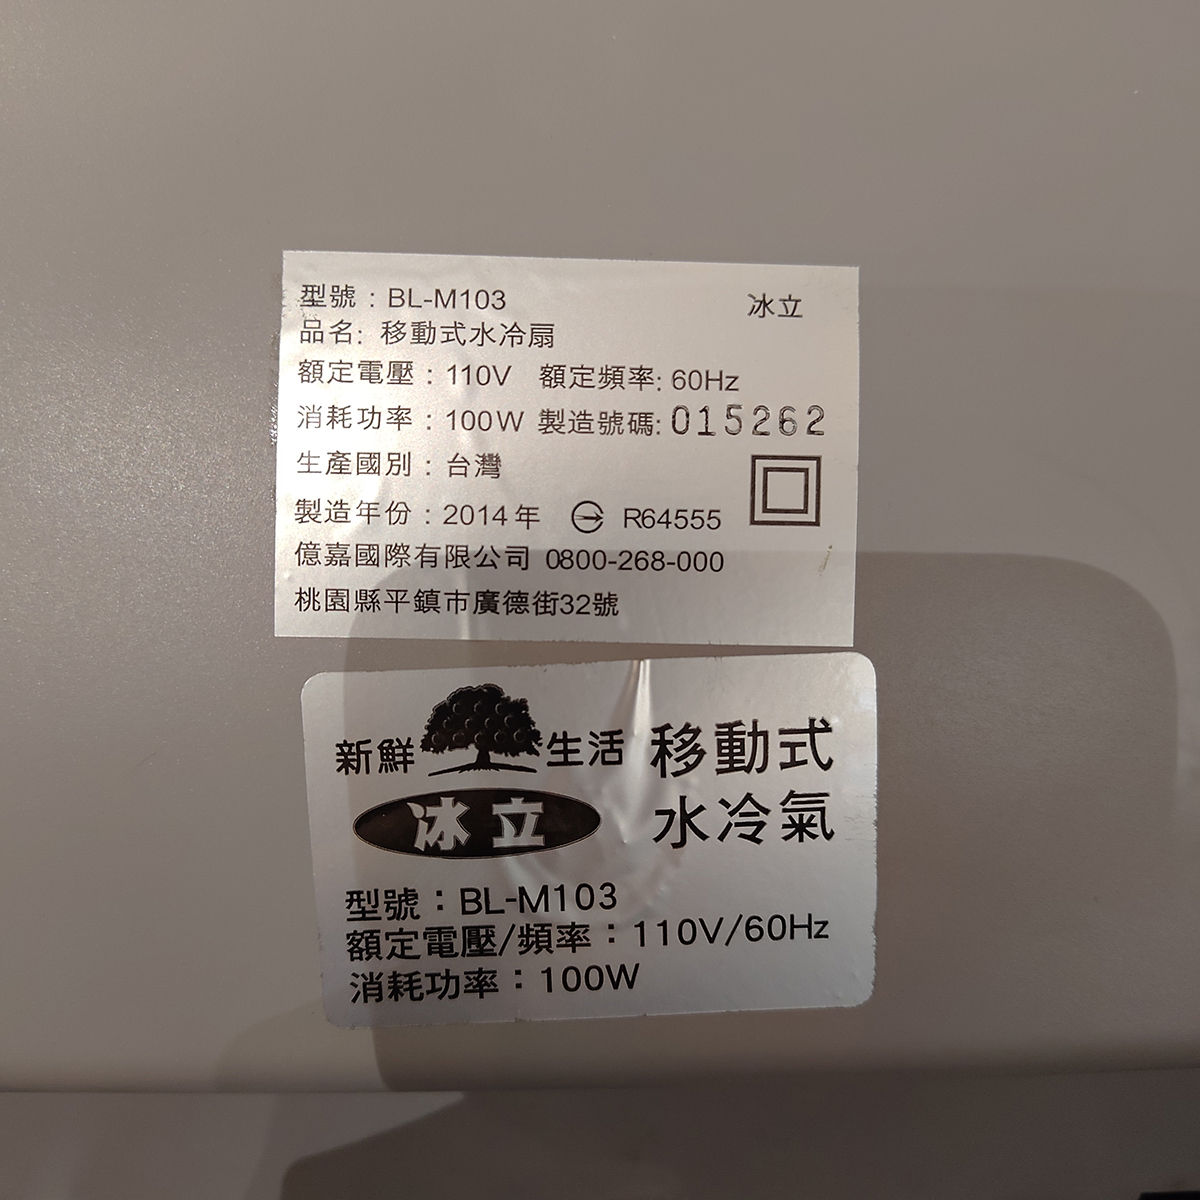 型號：BL-M103 冰立
品名: 移動式水冷扇
額定電壓：110V 額定頻率: 60Hz
消耗功率：100W 製造號碼: 015262
生產國別：台灣
製造年份：2014年 R64555
億嘉國際有限公司 0800-268-000
桃園縣平鎮市廣德街32號
新鮮生活 移動式
冰立 水冷氣
型號：BL-M103
額定電壓/頻率：110V/60Hz
消耗功率：100W